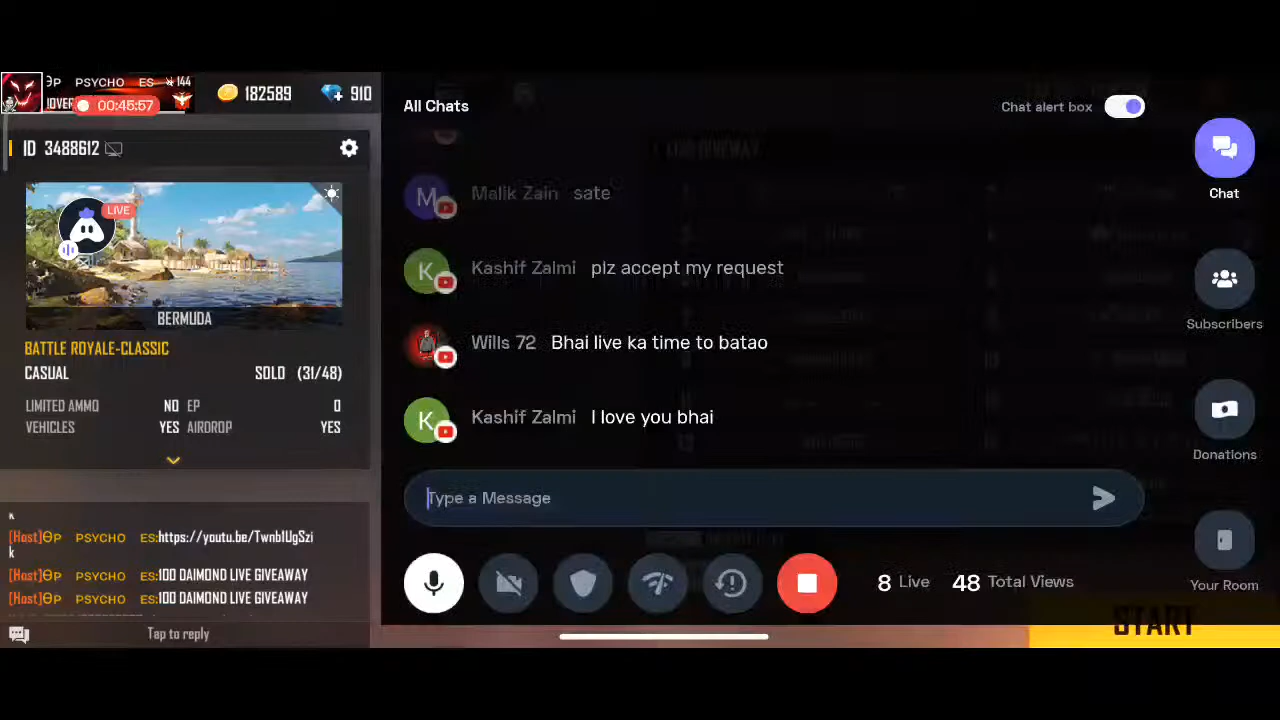 PSYCHO ES 144
00:45:57
182589
910
ID 3488612
LIVE
BERMUDA
BATTLE ROYALE-CLASSIC
CASUAL SOLO (31/48)
LIMITED AMMO NO EP 0
VEHICLES YES AIRDROP YES
k
[Host]ϴP PSYCHO ES:https://youtu.be/Twnb1UgSzi
k
[Host]ϴP PSYCHO ES:100 DAIMOND LIVE GIVEAWAY
[Host]ϴP PSYCHO ES:100 DAIMOND LIVE GIVEAWAY
Tap to reply
All Chats
Chat alert box
M Malik Zain sate
K Kashif Zalmi plz accept my request
Wills 72 Bhai live ka time to batao
K Kashif Zalmi I love you bhai
Type a Message
8 Live 48 Total Views
Chat
Subscribers
Donations
Your Room
START